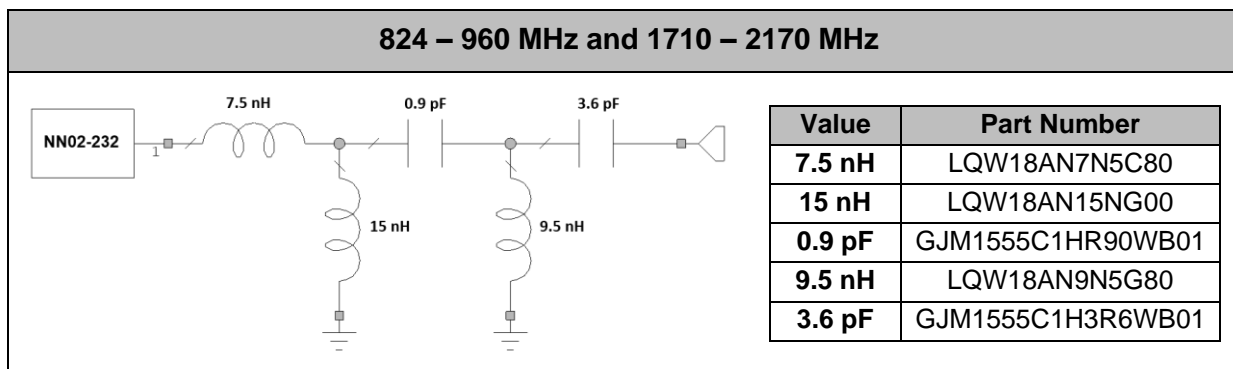 824 – 960 MHz and 1710 – 2170 MHz
7.5 nH
0.9 pF
3.6 pF
NN02-232
1
15 nH
9.5 nH
Value Part Number
7.5 nH LQW18AN7N5C80
15 nH LQW18AN15NG00
0.9 pF GJM1555C1HR90WB01
9.5 nH LQW18AN9N5G80
3.6 pF GJM1555C1H3R6WB01